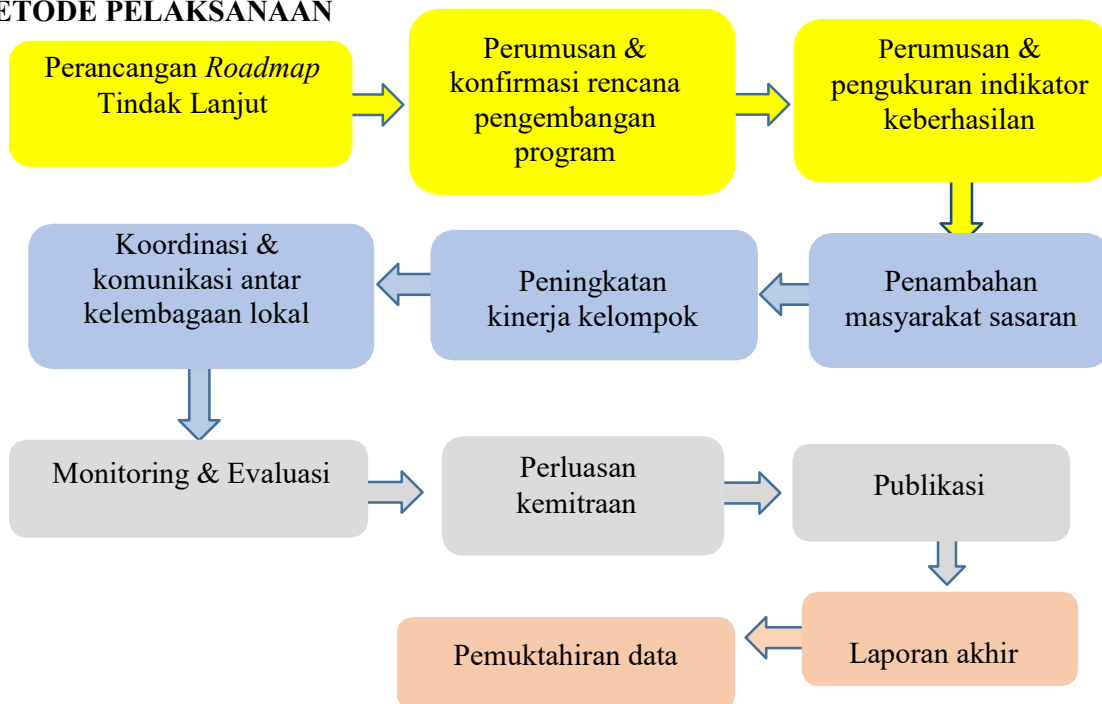 ETODE PELAKSANAAN
Perancangan Roadmap
Tindak Lanjut
Perumusan &
konfirmasi rencana
pengembangan
program
Perumusan &
pengukuran indikator
keberhasilan
Penambahan
masyarakat sasaran
Peningkatan
kinerja kelompok
Koordinasi &
komunikasi antar
kelembagaan lokal
Monitoring & Evaluasi
Perluasan
kemitraan
Publikasi
Laporan akhir
Pemuktahiran data